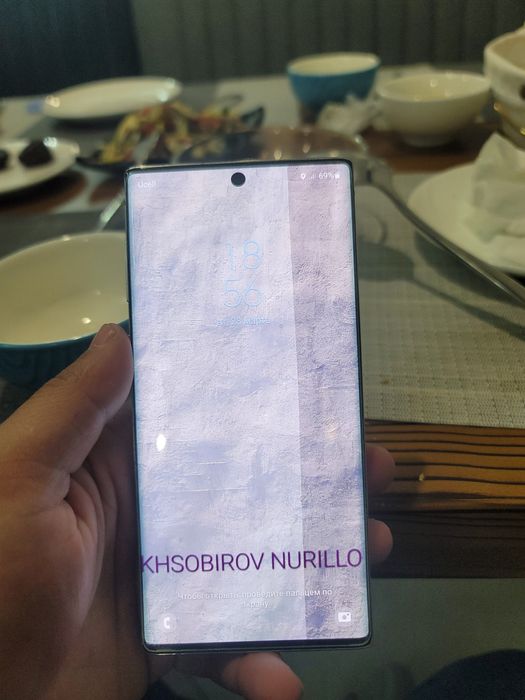 Ucell 69%
18
56
KHSOBIROV NURILLO
Чтобы открыть, проведите пальцем по
экрану